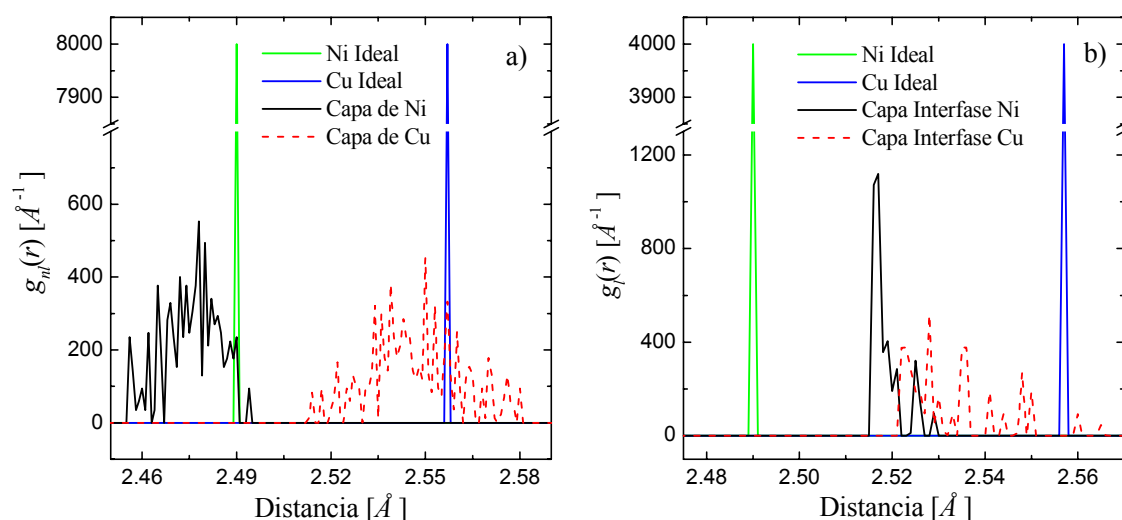 a)
Ni Ideal
Cu Ideal
Capa de Ni
Capa de Cu
g_nl(r) [Å^-1]
8000
7900
600
400
200
0
2.46 2.49 2.52 2.55 2.58
Distancia [Å]
b)
Ni Ideal
Cu Ideal
Capa Interfase Ni
Capa Interfase Cu
g_l(r) [Å^-1]
4000
3900
1200
800
400
0
2.48 2.50 2.52 2.54 2.56
Distancia [Å]